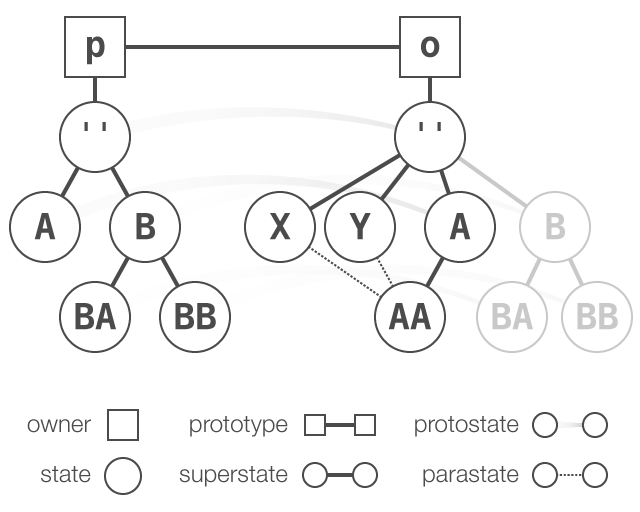 p o
' ' ' '
A B X Y A B
BA BB AA BA BB
owner prototype protostate
state superstate parastate